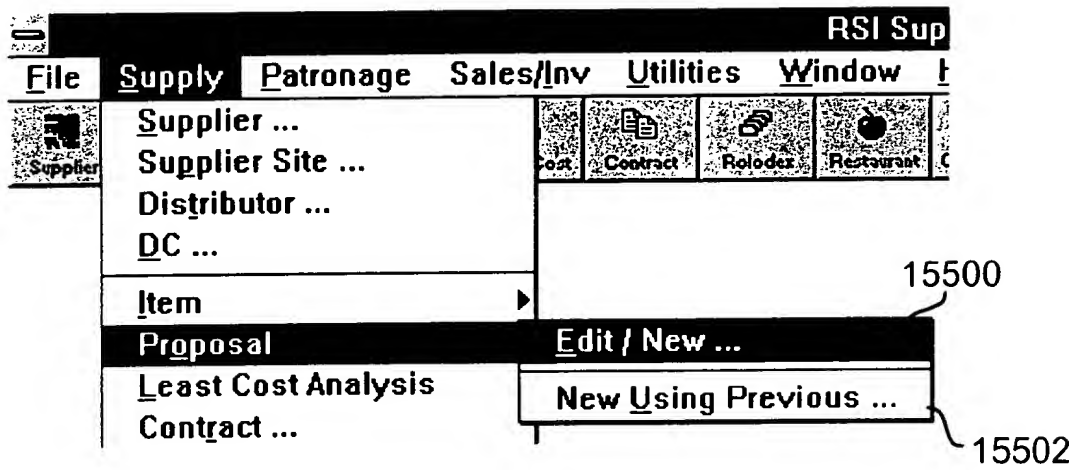 RSI Sup
File Supply Patronage Sales/Inv Utilities Window H
Supplier Cost Contract Rolodex Restaurant
Supplier ...
Supplier Site ...
Distributor ...
DC ...
Item
Proposal
Least Cost Analysis
Contract ...
Edit / New ...
New Using Previous ...
15500
15502